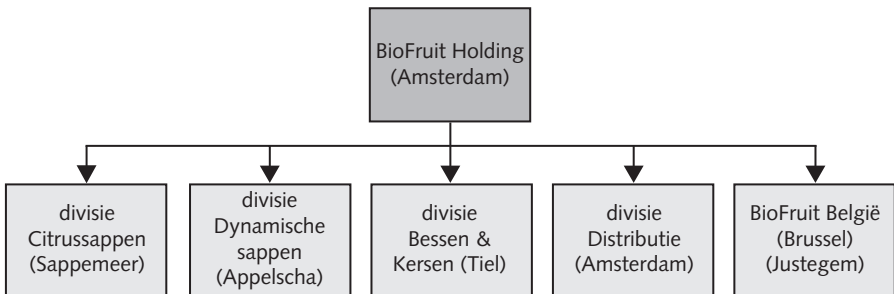 BioFruit Holding
(Amsterdam)
divisie
Citrussappen
(Sappemeer)
divisie
Dynamische
sappen
(Appelscha)
divisie
Bessen &
Kersen (Tiel)
divisie
Distributie
(Amsterdam)
BioFruit België
(Brussel)
(Justegem)